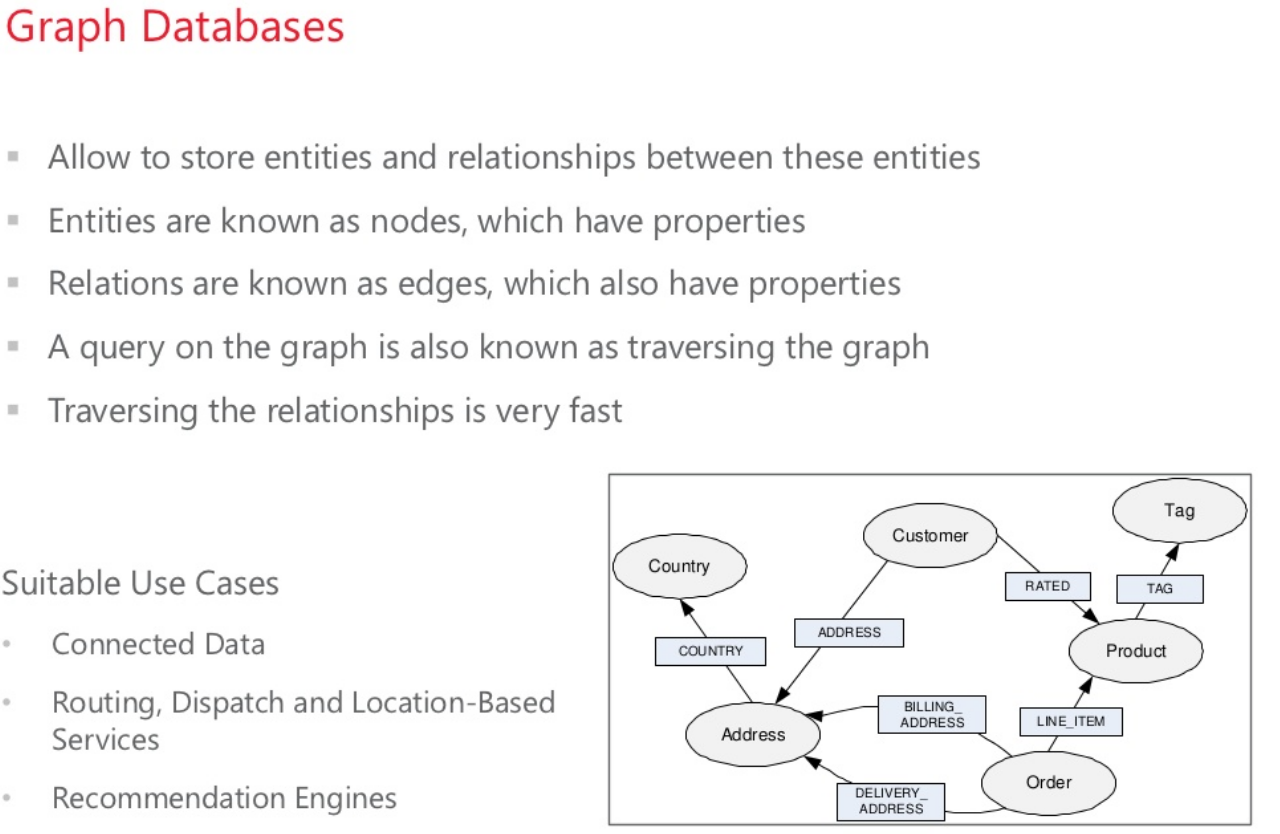 Graph Databases
Allow to store entities and relationships between these entities
Entities are known as nodes, which have properties
Relations are known as edges, which also have properties
A query on the graph is also known as traversing the graph
Traversing the relationships is very fast
Suitable Use Cases
Connected Data
Routing, Dispatch and Location-Based
Services
Recommendation Engines
Tag
Customer
Country
RATED
TAG
ADDRESS
COUNTRY
Product
BILLING_
ADDRESS
LINE_ITEM
Address
Order
DELIVERY_
ADDRESS